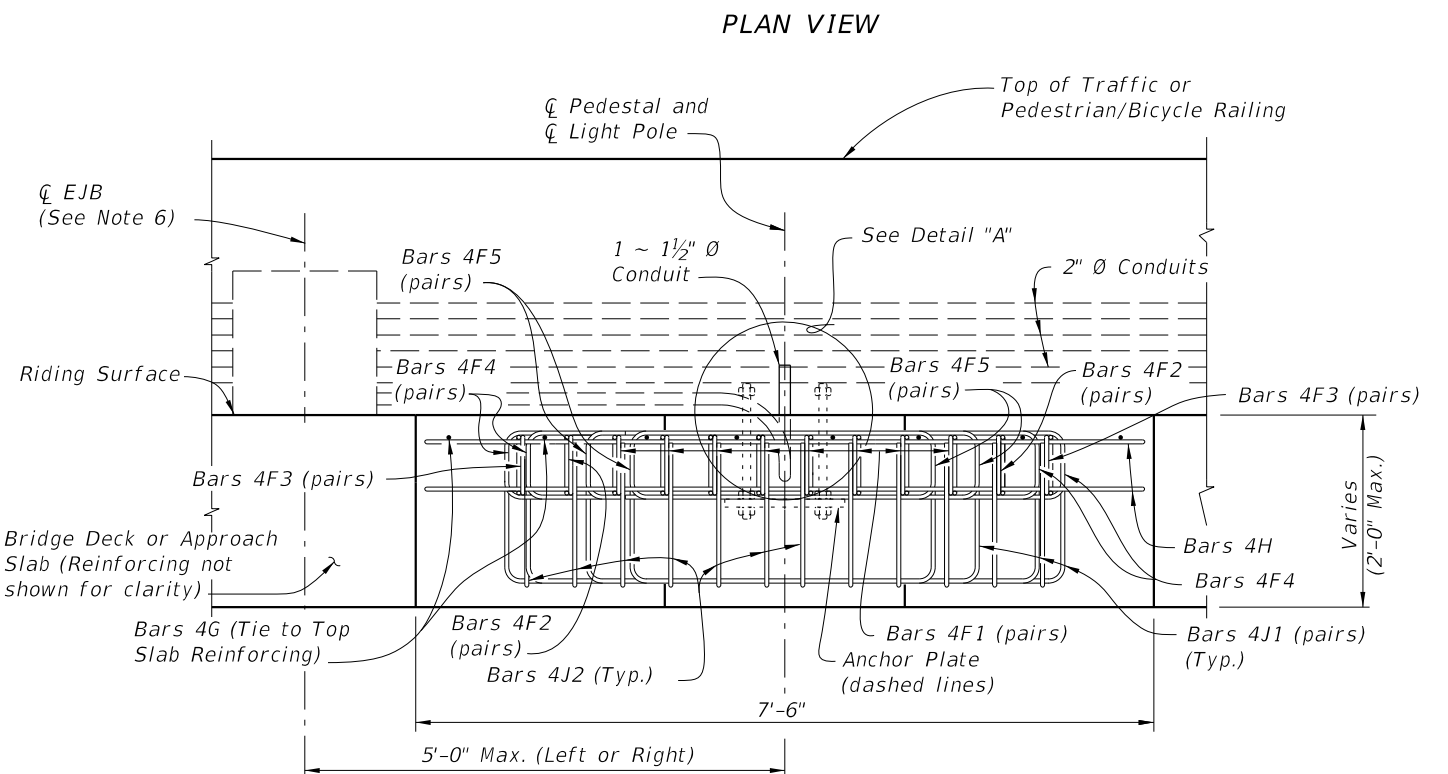 PLAN VIEW
Top of Traffic or
Pedestrian/Bicycle Railing
℄ Pedestal and
℄ Light Pole
℄ EJB
(See Note 6)
See Detail "A"
1 ~ 1½" Ø
Conduit
Bars 4F5
(pairs)
2" Ø Conduits
Riding Surface
Bars 4F4
(pairs)
Bars 4F5
(pairs)
Bars 4F2
(pairs)
Bars 4F3 (pairs)
Bars 4F3 (pairs)
Varies
(2'-0" Max.)
Bridge Deck or Approach
Slab (Reinforcing not
shown for clarity)
Bars 4H
Bars 4F4
Bars 4G (Tie to Top
Slab Reinforcing)
Bars 4F2
(pairs)
Bars 4J2 (Typ.)
Bars 4F1 (pairs)
Anchor Plate
(dashed lines)
Bars 4J1 (pairs)
(Typ.)
7'-6"
5'-0" Max. (Left or Right)